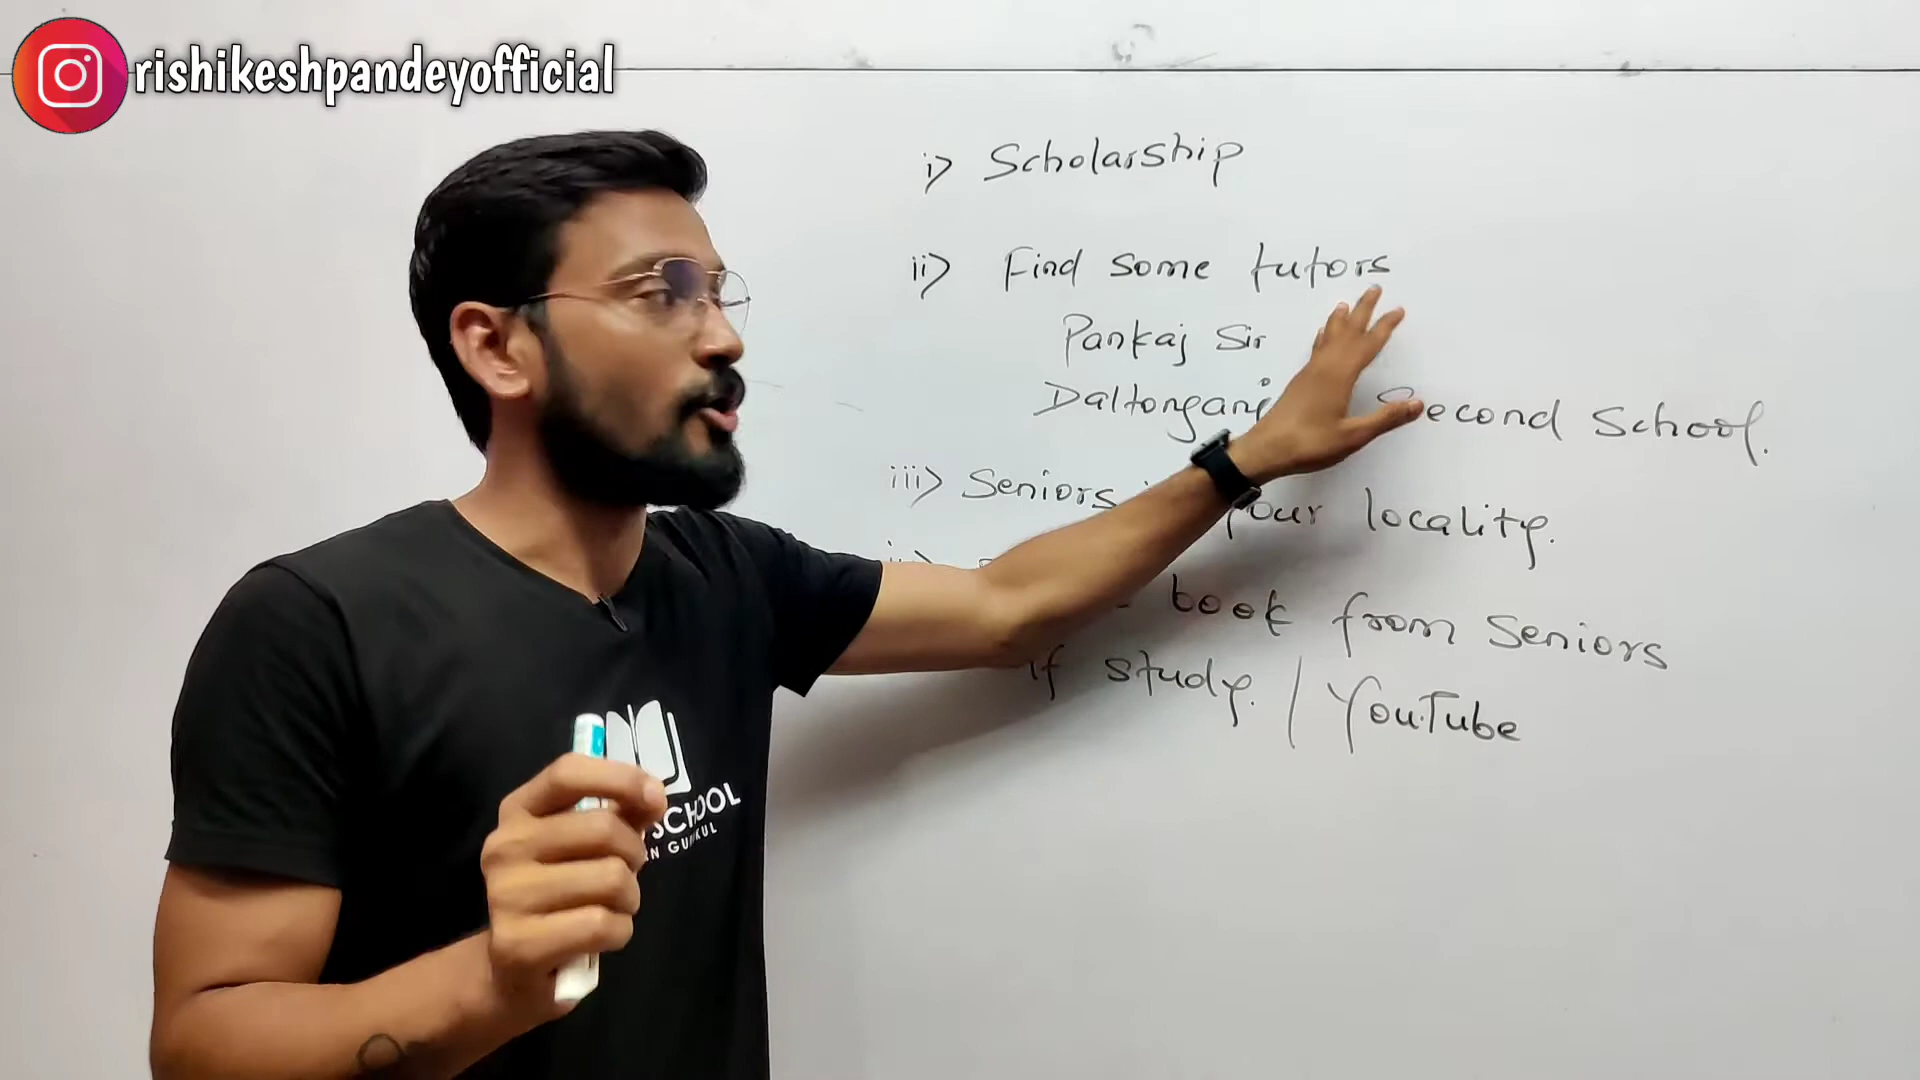 rishikeshpandeyofficial
i) Scholarship
ii) Find some tutors
Pankaj Sir
Daltonganj Second School.
iii) Seniors your locality.
book from Seniors
study. / YouTube
SCHOOL